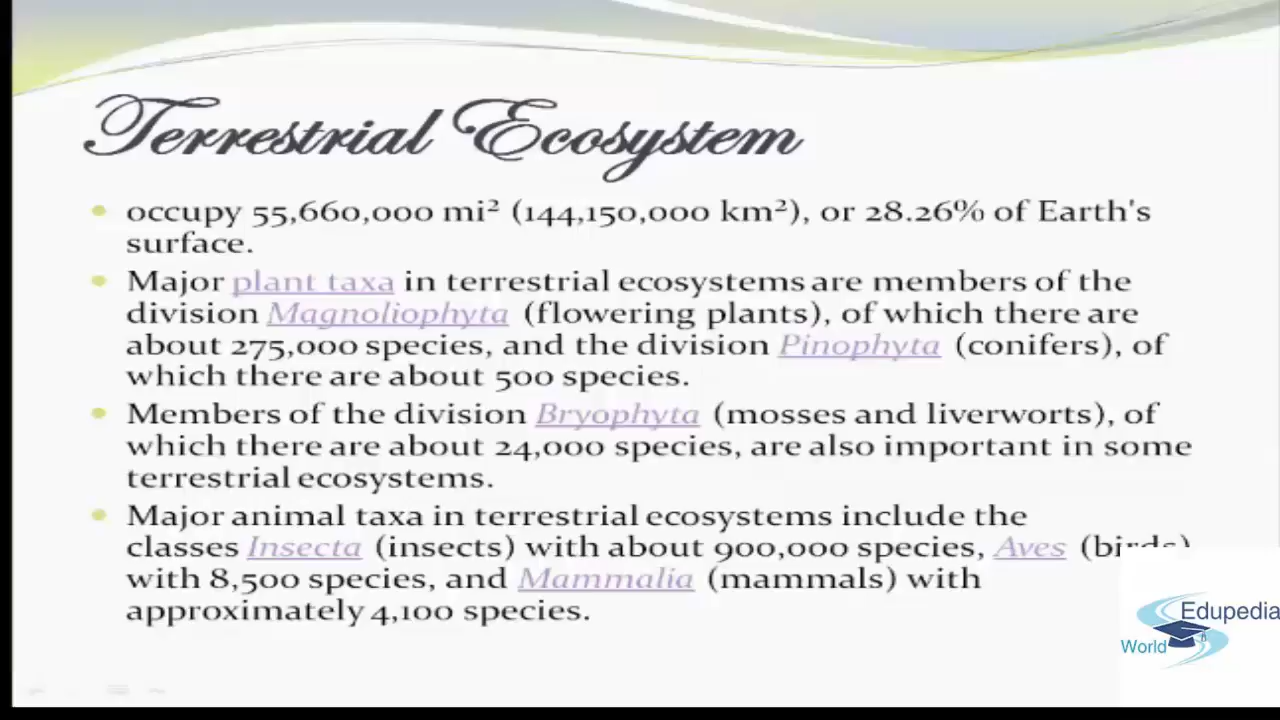 Terrestrial Ecosystem
occupy 55,660,000 mi² (144,150,000 km²), or 28.26% of Earth's
surface.
Major plant taxa in terrestrial ecosystems are members of the
division Magnoliophyta (flowering plants), of which there are
about 275,000 species, and the division Pinophyta (conifers), of
which there are about 500 species.
Members of the division Bryophyta (mosses and liverworts), of
which there are about 24,000 species, are also important in some
terrestrial ecosystems.
Major animal taxa in terrestrial ecosystems include the
classes Insecta (insects) with about 900,000 species, Aves (birds)
with 8,500 species, and Mammalia (mammals) with
approximately 4,100 species.
Edupedia
World